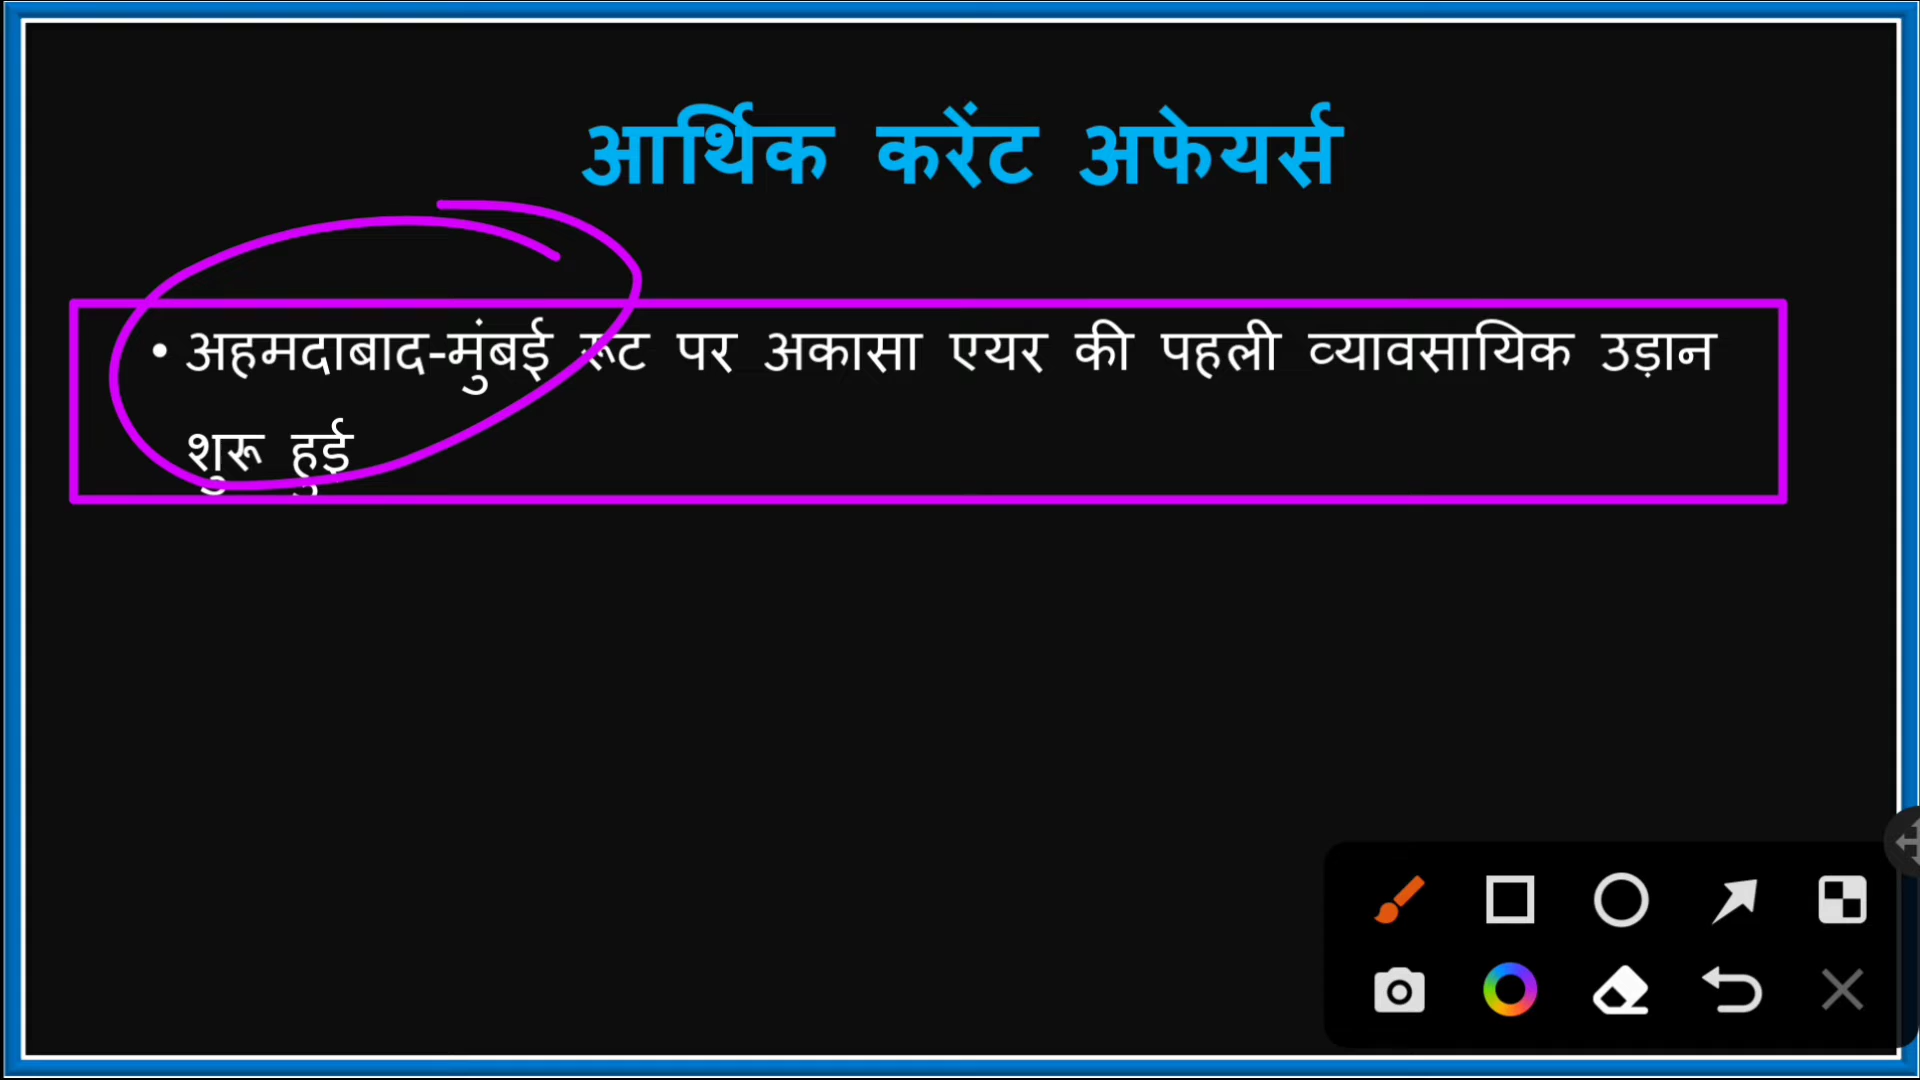 आर्थिक करेंट अफेयर्स
• अहमदाबाद-मुंबई रूट पर अकासा एयर की पहली व्यावसायिक उड़ान
शुरू हुई